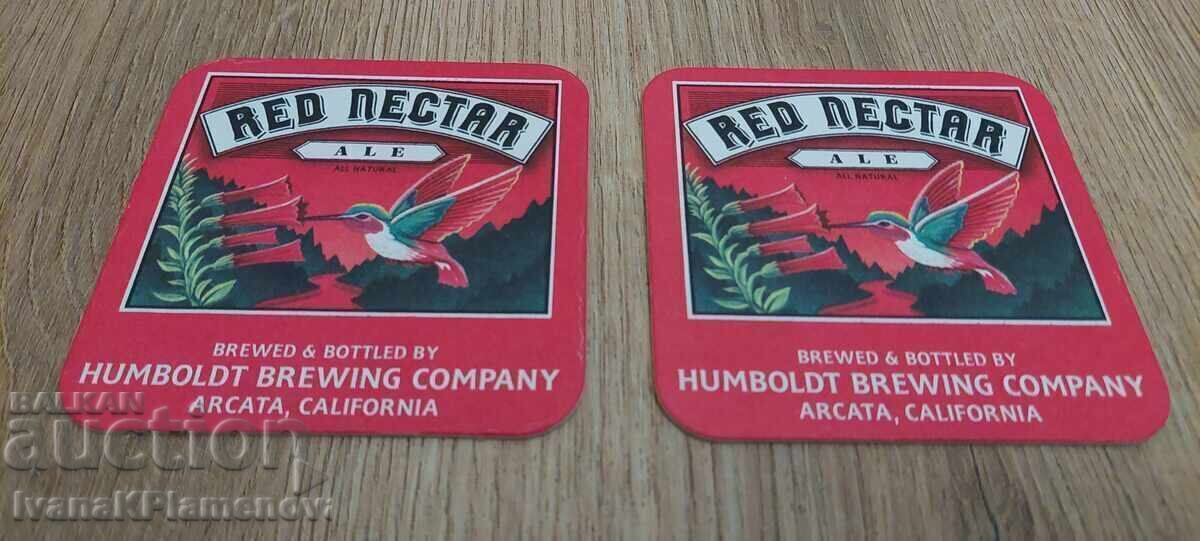 RED NECTAR
ALE
ALL NATURAL
BREWED & BOTTLED BY
HUMBOLDT BREWING COMPANY
ARCATA, CALIFORNIA
RED NECTAR
ALE
ALL NATURAL
BREWED & BOTTLED BY
HUMBOLDT BREWING COMPANY
ARCATA, CALIFORNIA
BALKAN
auction
IvanaKPlamenov